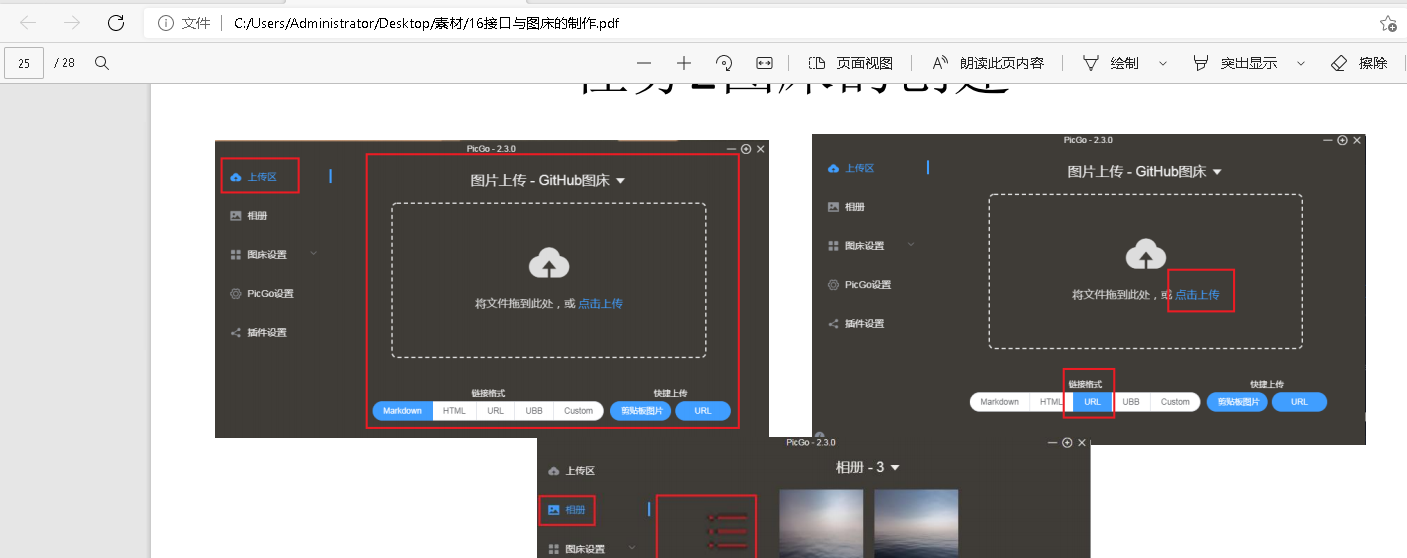 文件 C:/Users/Administrator/Desktop/素材/16接口与图床的制作.pdf
25 / 28 页面视图 朗读此页内容 绘制 突出显示 擦除
任务2图床的创建
PicGo - 2.3.0
上传区
图片上传 - GitHub图床
相册
图床设置
PicGo设置
将文件拖到此处，或 点击上传
插件设置
链接格式 快捷上传
Markdown HTML URL UBB Custom 剪贴板图片 URL
PicGo - 2.3.0
上传区
图片上传 - GitHub图床
相册
图床设置
PicGo设置
将文件拖到此处，或 点击上传
插件设置
链接格式 快捷上传
Markdown HTML URL UBB Custom 剪贴板图片 URL
PicGo - 2.3.0
上传区
相册 - 3
相册
图床设置